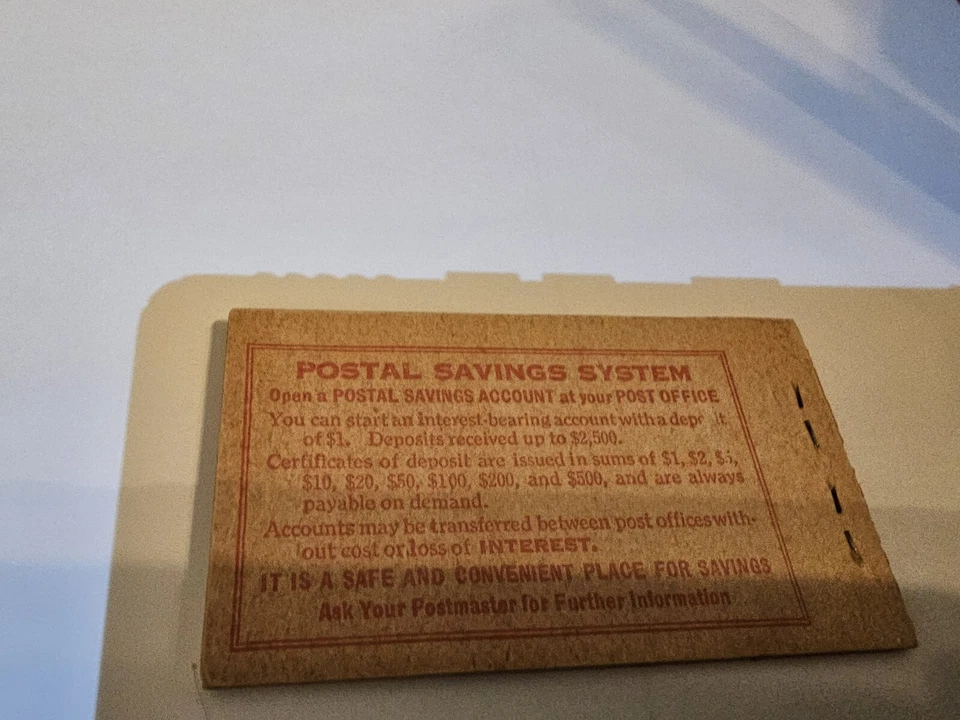 POSTAL SAVINGS SYSTEM
Open a POSTAL SAVINGS ACCOUNT at your POST OFFICE
You can start an interest-bearing account with a dep it
of $1. Deposits received up to $2,500.
Certificates of deposit are issued in sums of $1, $2, $5,
$10, $20, $50, $100, $200, and $500, and are always
payable on demand.
Accounts may be transferred between post offices with-
out cost or loss of INTEREST.
IT IS A SAFE AND CONVENIENT PLACE FOR SAVINGS
Ask Your Postmaster for Further Information